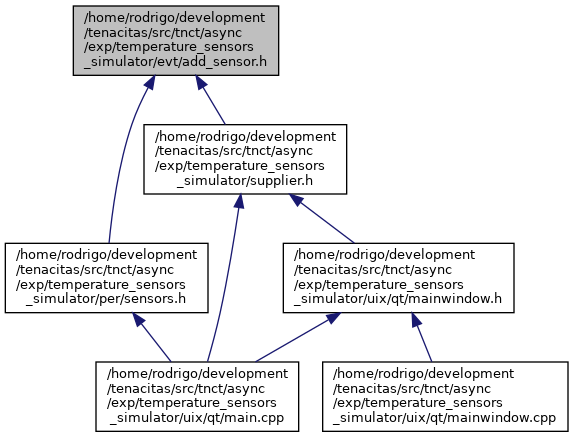 /home/rodrigo/development
/tenacitas/src/tnct/async
/exp/temperature_sensors
_simulator/evt/add_sensor.h
/home/rodrigo/development
/tenacitas/src/tnct/async
/exp/temperature_sensors
_simulator/supplier.h
/home/rodrigo/development
/tenacitas/src/tnct/async
/exp/temperature_sensors
_simulator/per/sensors.h
/home/rodrigo/development
/tenacitas/src/tnct/async
/exp/temperature_sensors
_simulator/uix/qt/mainwindow.h
/home/rodrigo/development
/tenacitas/src/tnct/async
/exp/temperature_sensors
_simulator/uix/qt/main.cpp
/home/rodrigo/development
/tenacitas/src/tnct/async
/exp/temperature_sensors
_simulator/uix/qt/mainwindow.cpp